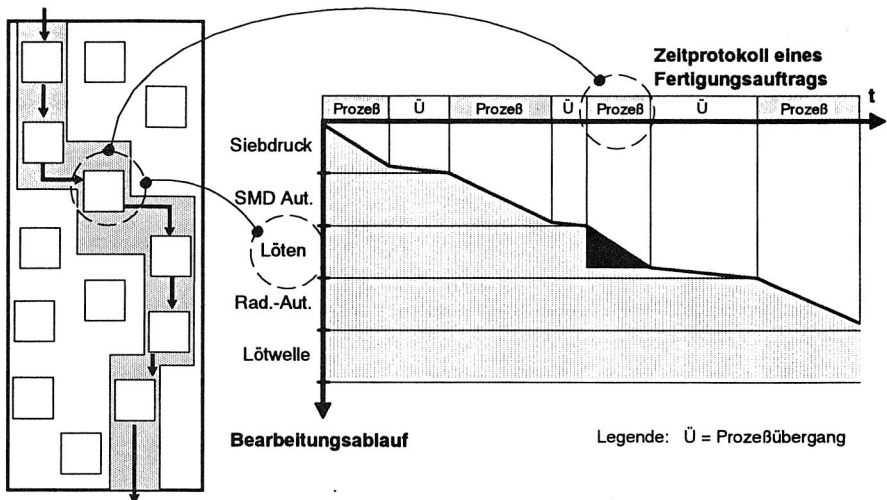 Zeitprotokoll eines
Fertigungsauftrags
t
Prozeß Ü Prozeß Ü Prozeß Ü Prozeß
Siebdruck
SMD Aut.
Löten
Rad.-Aut.
Lötwelle
Bearbeitungsablauf
Legende: Ü = Prozeßübergang